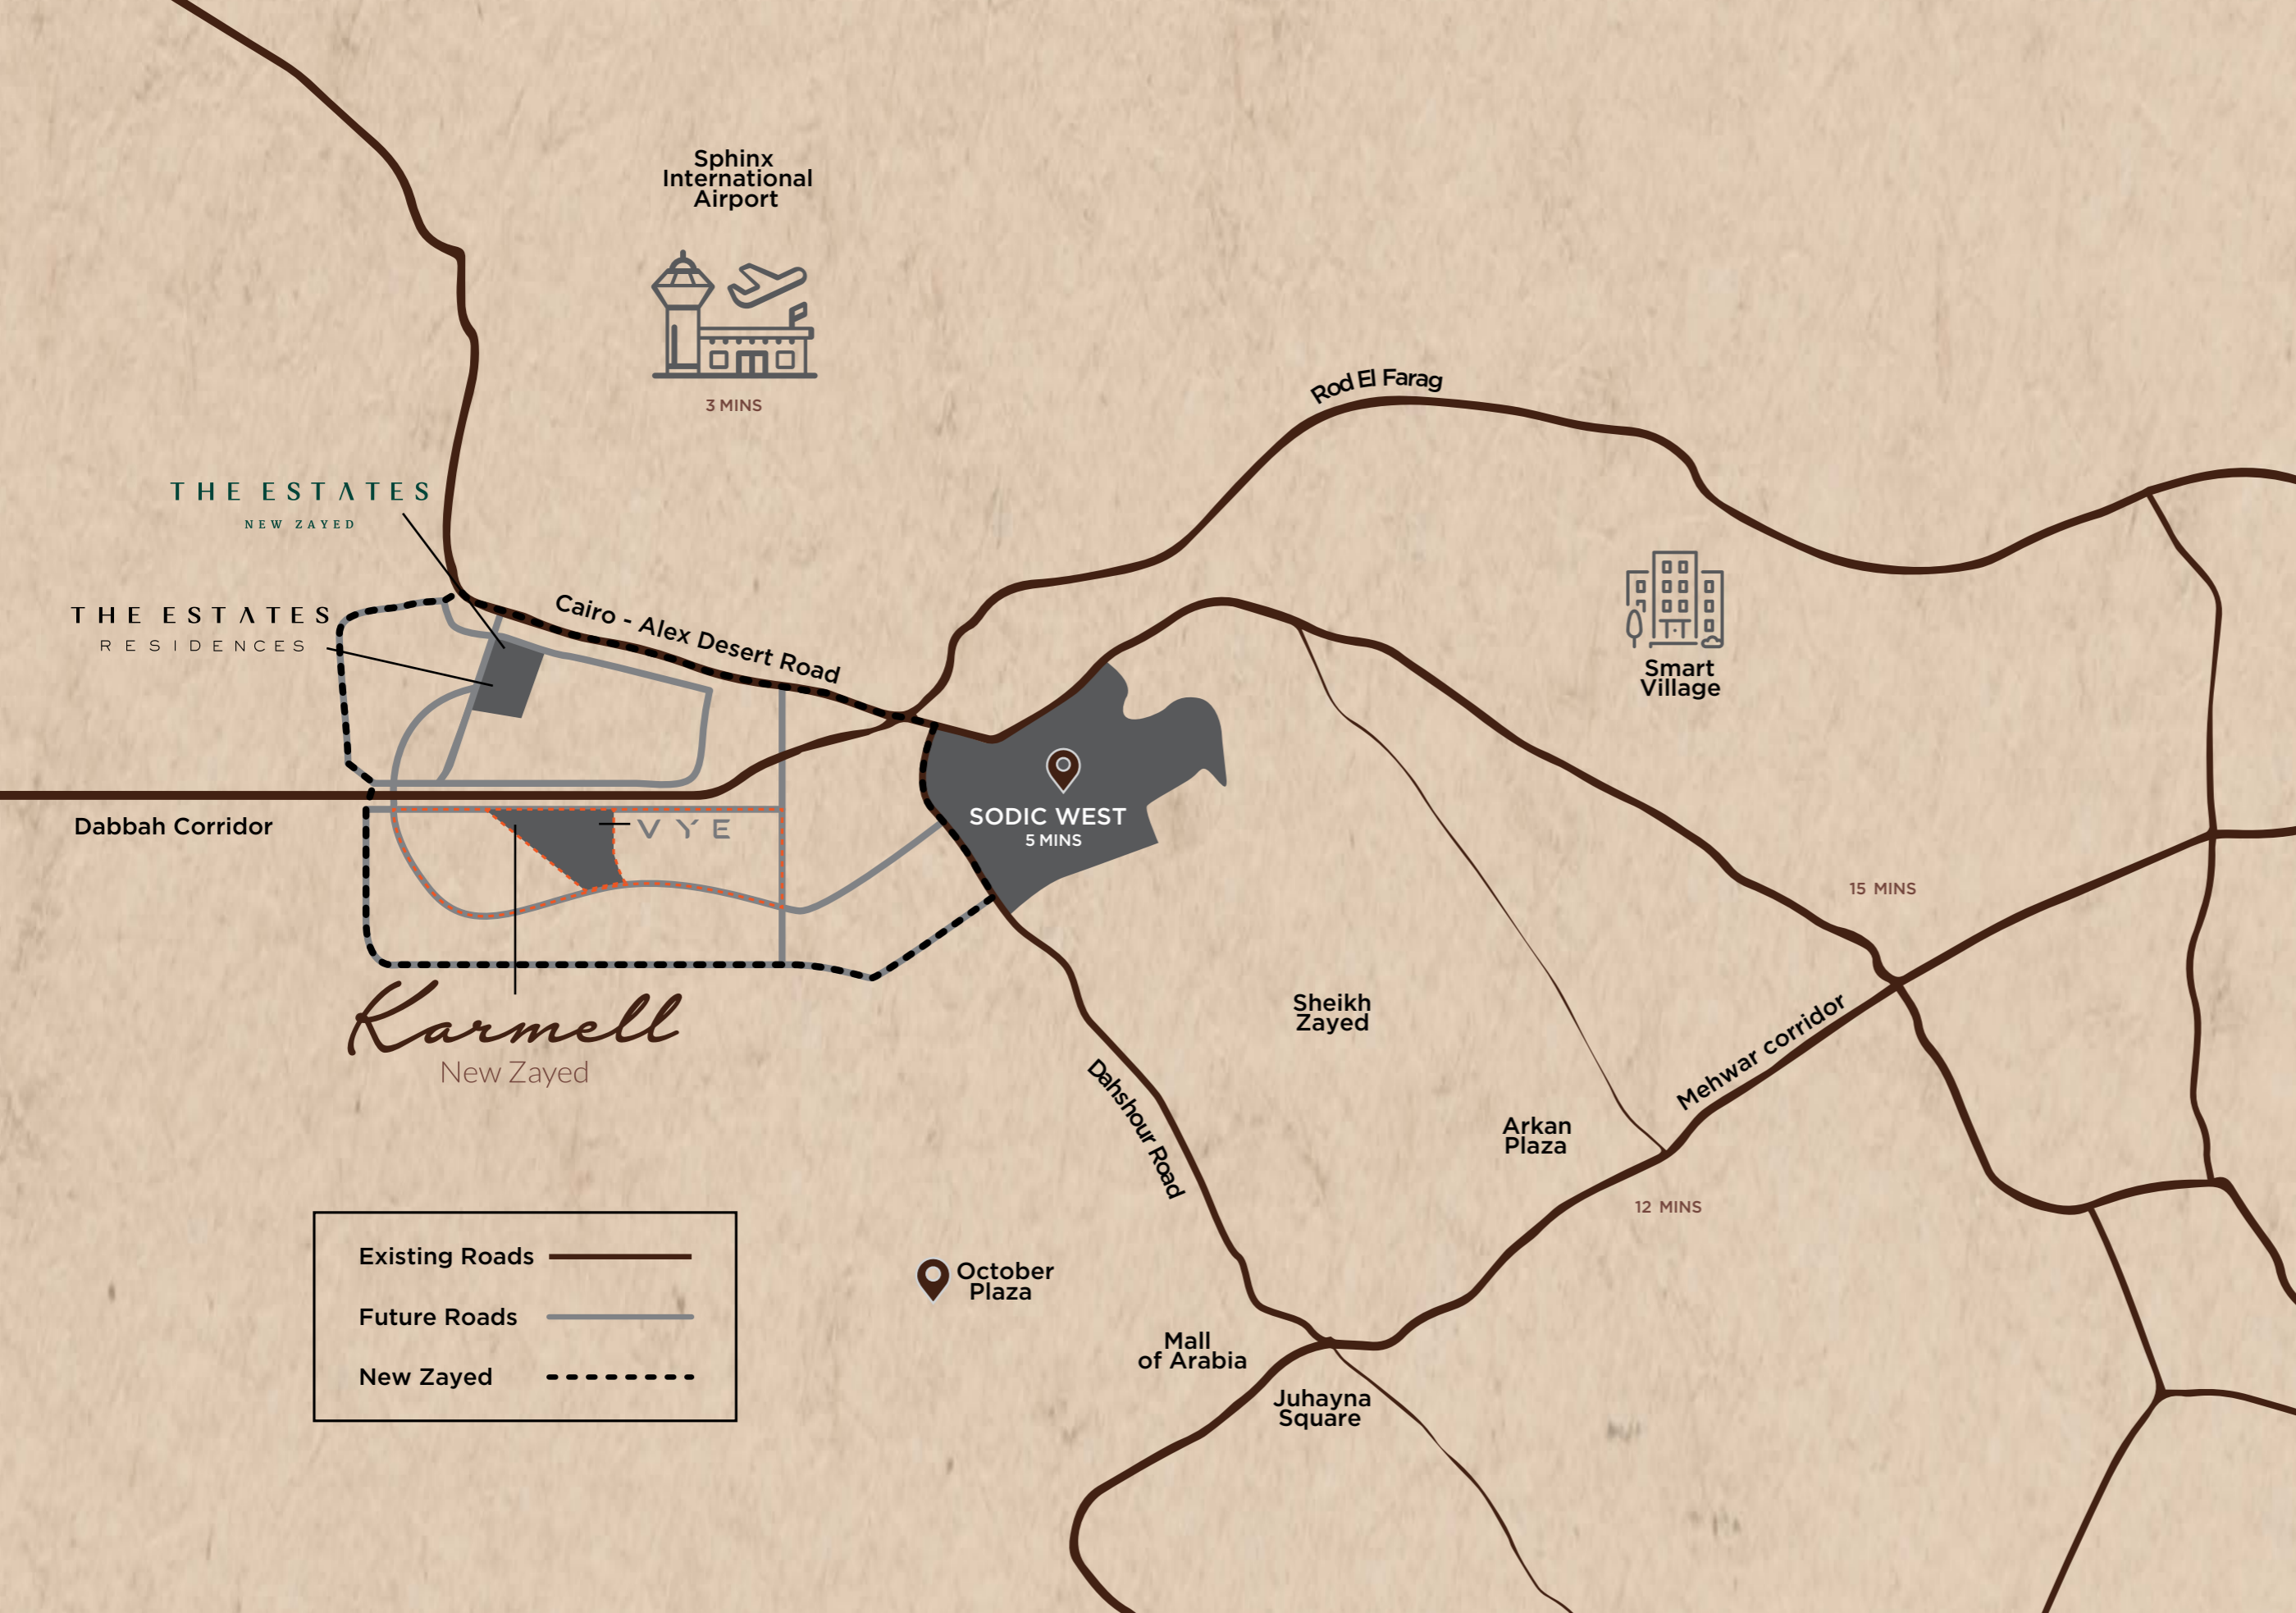 Sphinx
International
Airport
3 MINS
Rod El Farag
THE ESTATES
NEW ZAYED
THE ESTATES
RESIDENCES
Cairo - Alex Desert Road
Smart
Village
Dabbah Corridor
VYE
SODIC WEST
5 MINS
15 MINS
Karmell
New Zayed
Sheikh
Zayed
Mehwar corridor
Dahshour Road
Arkan
Plaza
12 MINS
Existing Roads
Future Roads
New Zayed
October
Plaza
Mall
of Arabia
Juhayna
Square